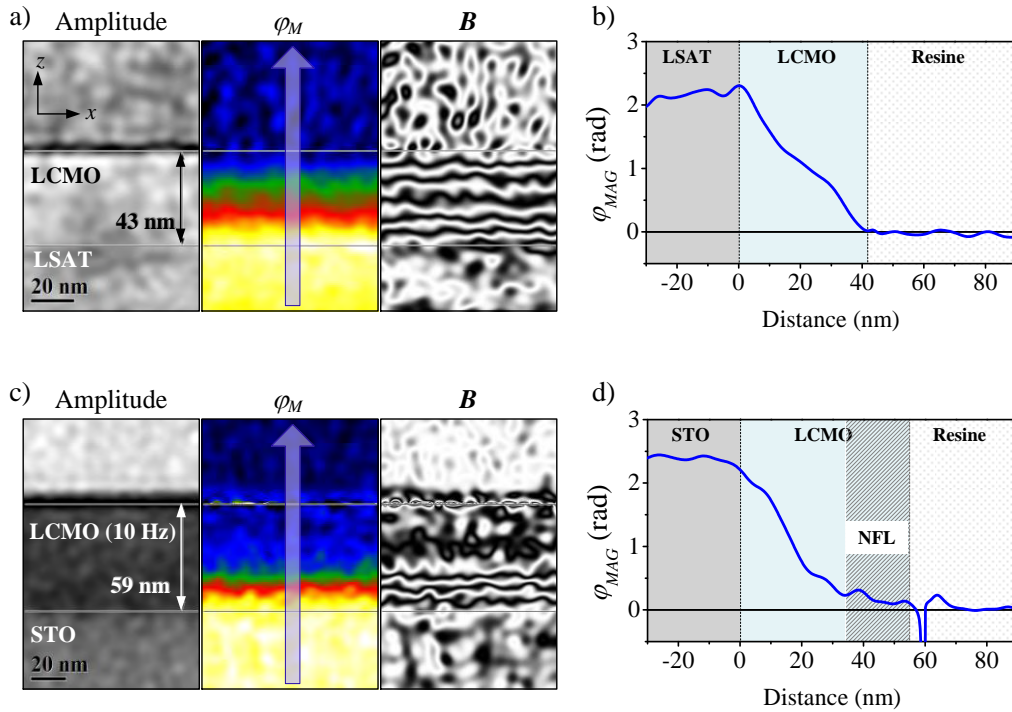 a)
Amplitude
φM
B
z
x
LCMO
43 nm
LSAT
20 nm
b)
3
2
1
0
φMAG (rad)
LSAT
LCMO
Resine
-20
0
20
40
60
80
Distance (nm)
c)
Amplitude
φM
B
LCMO (10 Hz)
59 nm
STO
20 nm
d)
3
2
1
0
φMAG (rad)
STO
LCMO
Resine
NFL
-20
0
20
40
60
80
Distance (nm)